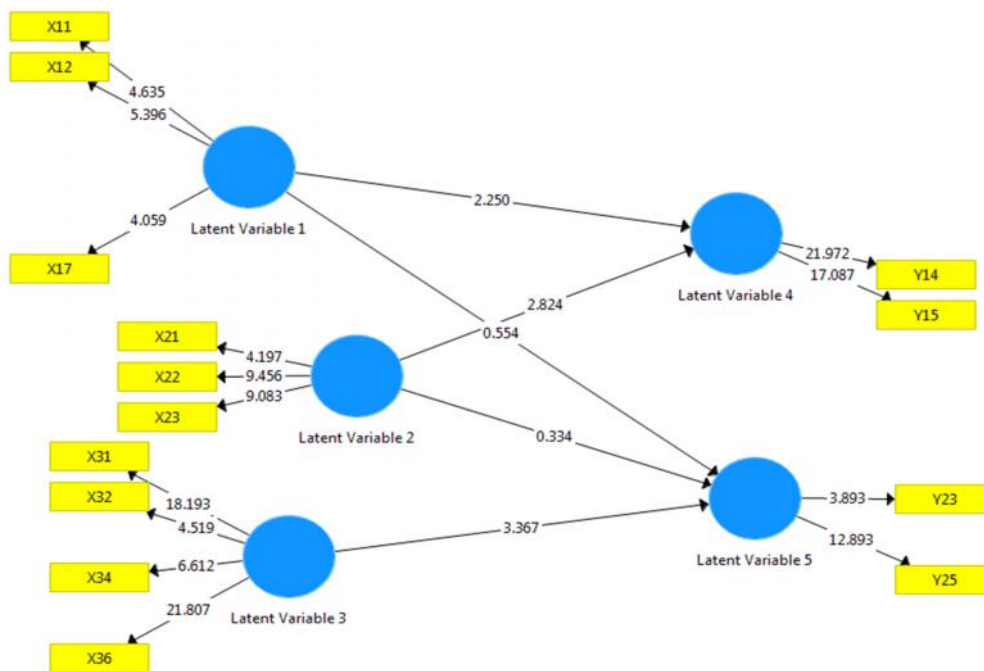 X11
X12
4.635
5.396
4.059
X17
Latent Variable 1
2.250
Latent Variable 4
21.972
17.087
Y14
Y15
2.824
0.554
X21
X22
X23
4.197
9.456
9.083
Latent Variable 2
0.334
X31
X32
X34
X36
18.193
4.519
6.612
21.807
Latent Variable 3
3.367
Latent Variable 5
3.893
12.893
Y23
Y25